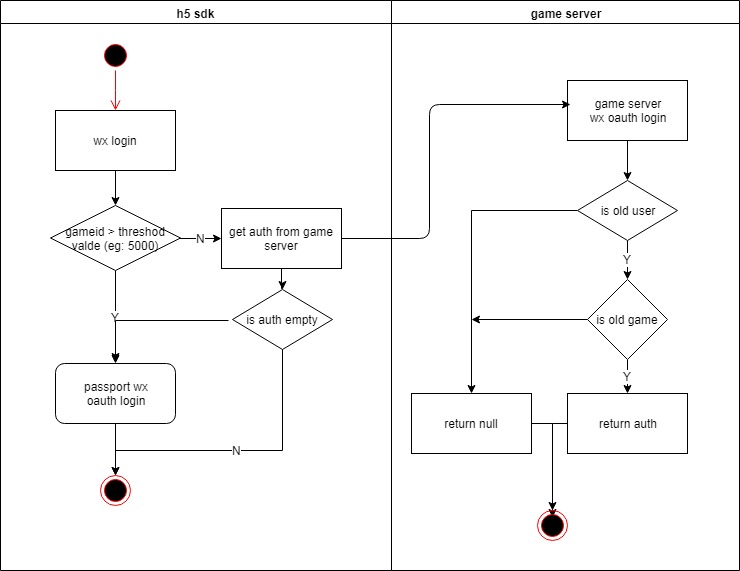 h5 sdk
game server
wx login
gameid > threshod
valde (eg: 5000)
N
get auth from game
server
Y
is auth empty
passport wx
oauth login
N
game server
wx oauth login
is old user
Y
is old game
Y
return null
return auth